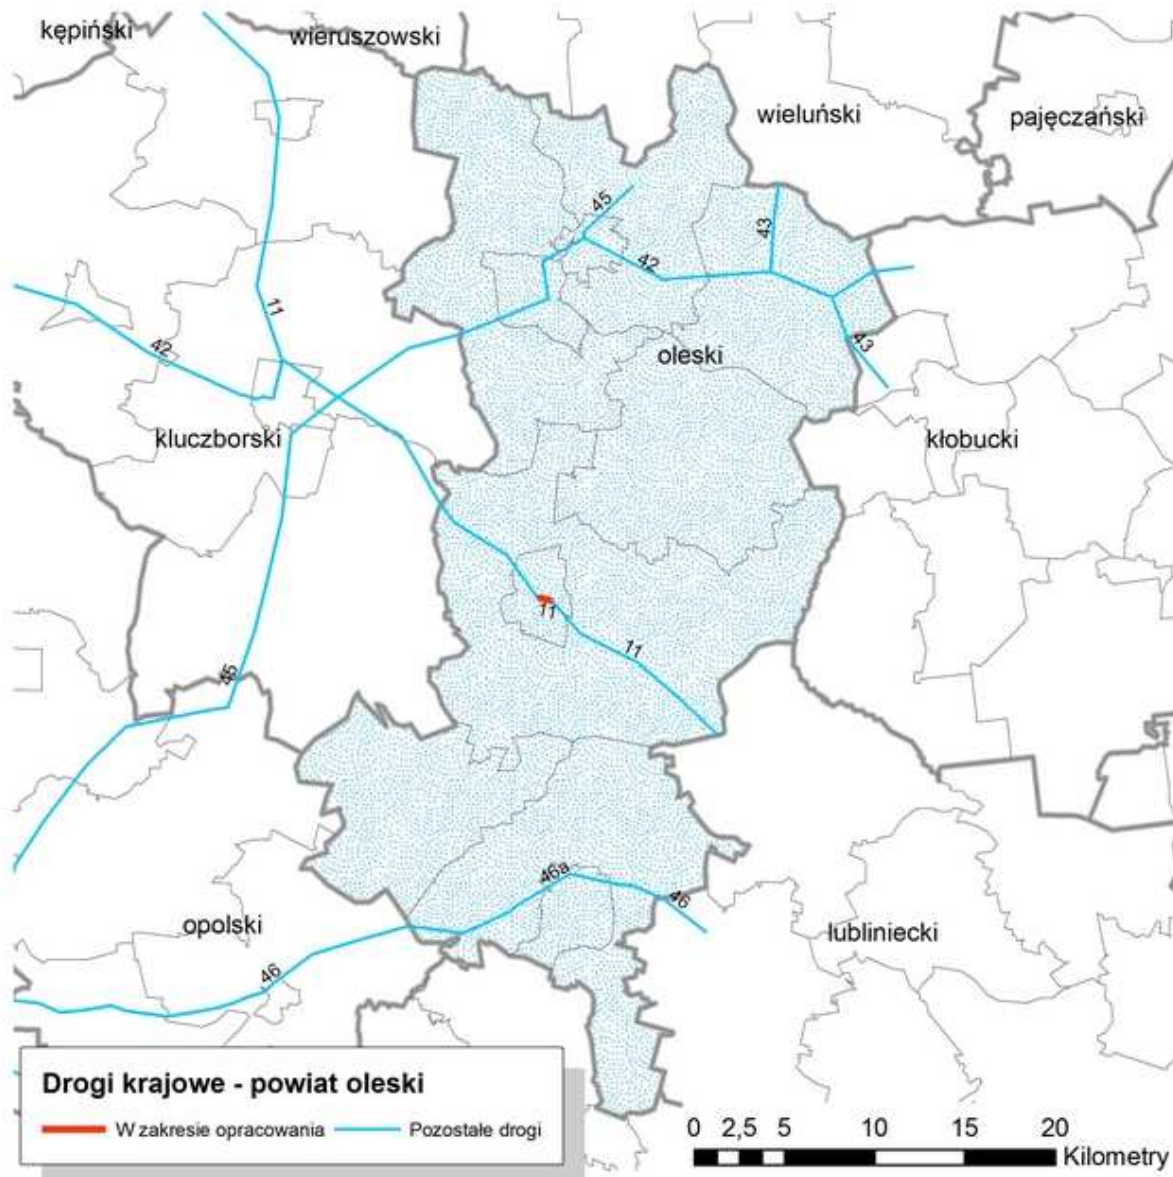 kępiński
wieruszowski
wieluński
pajęczański
45
43
42
11
42
43
oleski
kluczborski
kłobucki
11
11
45
46a
46
opolski
lubliniecki
46
Drogi krajowe - powiat oleski
W zakresie opracowania Pozostałe drogi
0 2,5 5 10 15 20
Kilometry